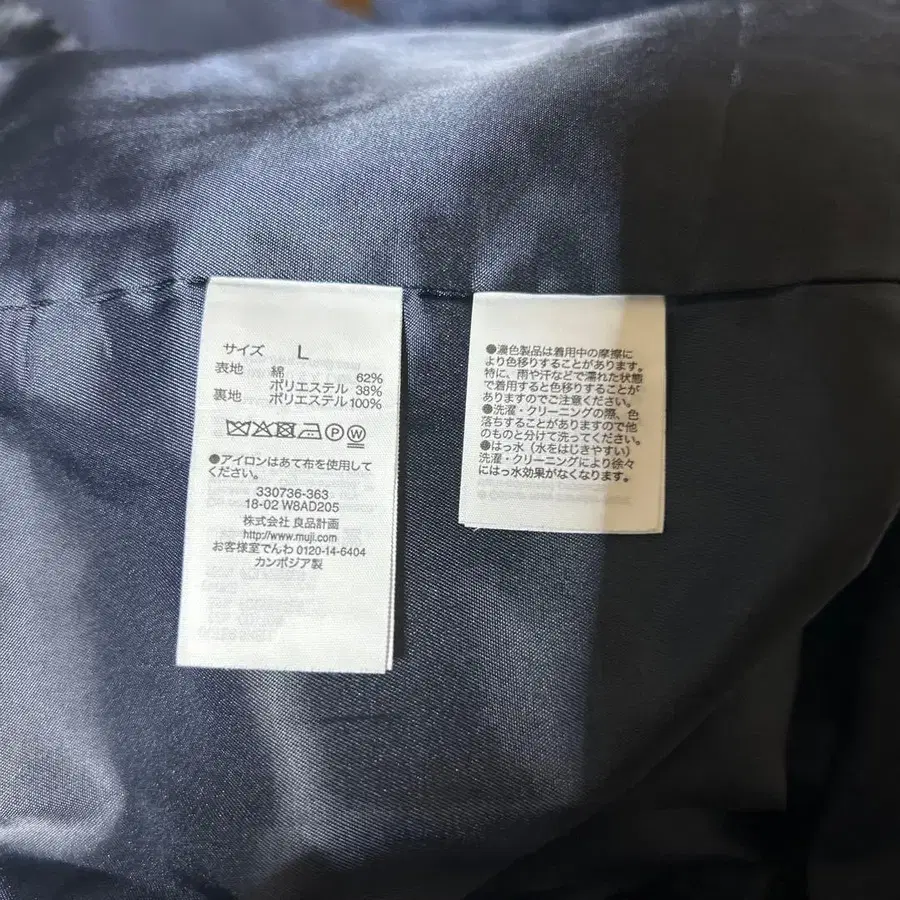 サイズ L
表地 綿 62%
ポリエステル 38%
裏地 ポリエステル 100%
P W
●アイロンはあて布を使用して
ください。
330736-363
18-02 W8AD205
株式会社 良品計画
http://www.muji.com
お客様室でんわ 0120-14-6404
カンボジア製
●濃色製品は着用中の摩擦に
より色移りすることがあります。
特に、雨や汗などで濡れた状態
で着用すると色移りすることが
ありますのでご注意ください。
●洗濯・クリーニングの際、色
落ちすることがありますので他
のものと分けて洗ってください。
●はっ水（水をはじきやすい）
洗濯・クリーニングにより徐々
にはっ水効果がなくなります。